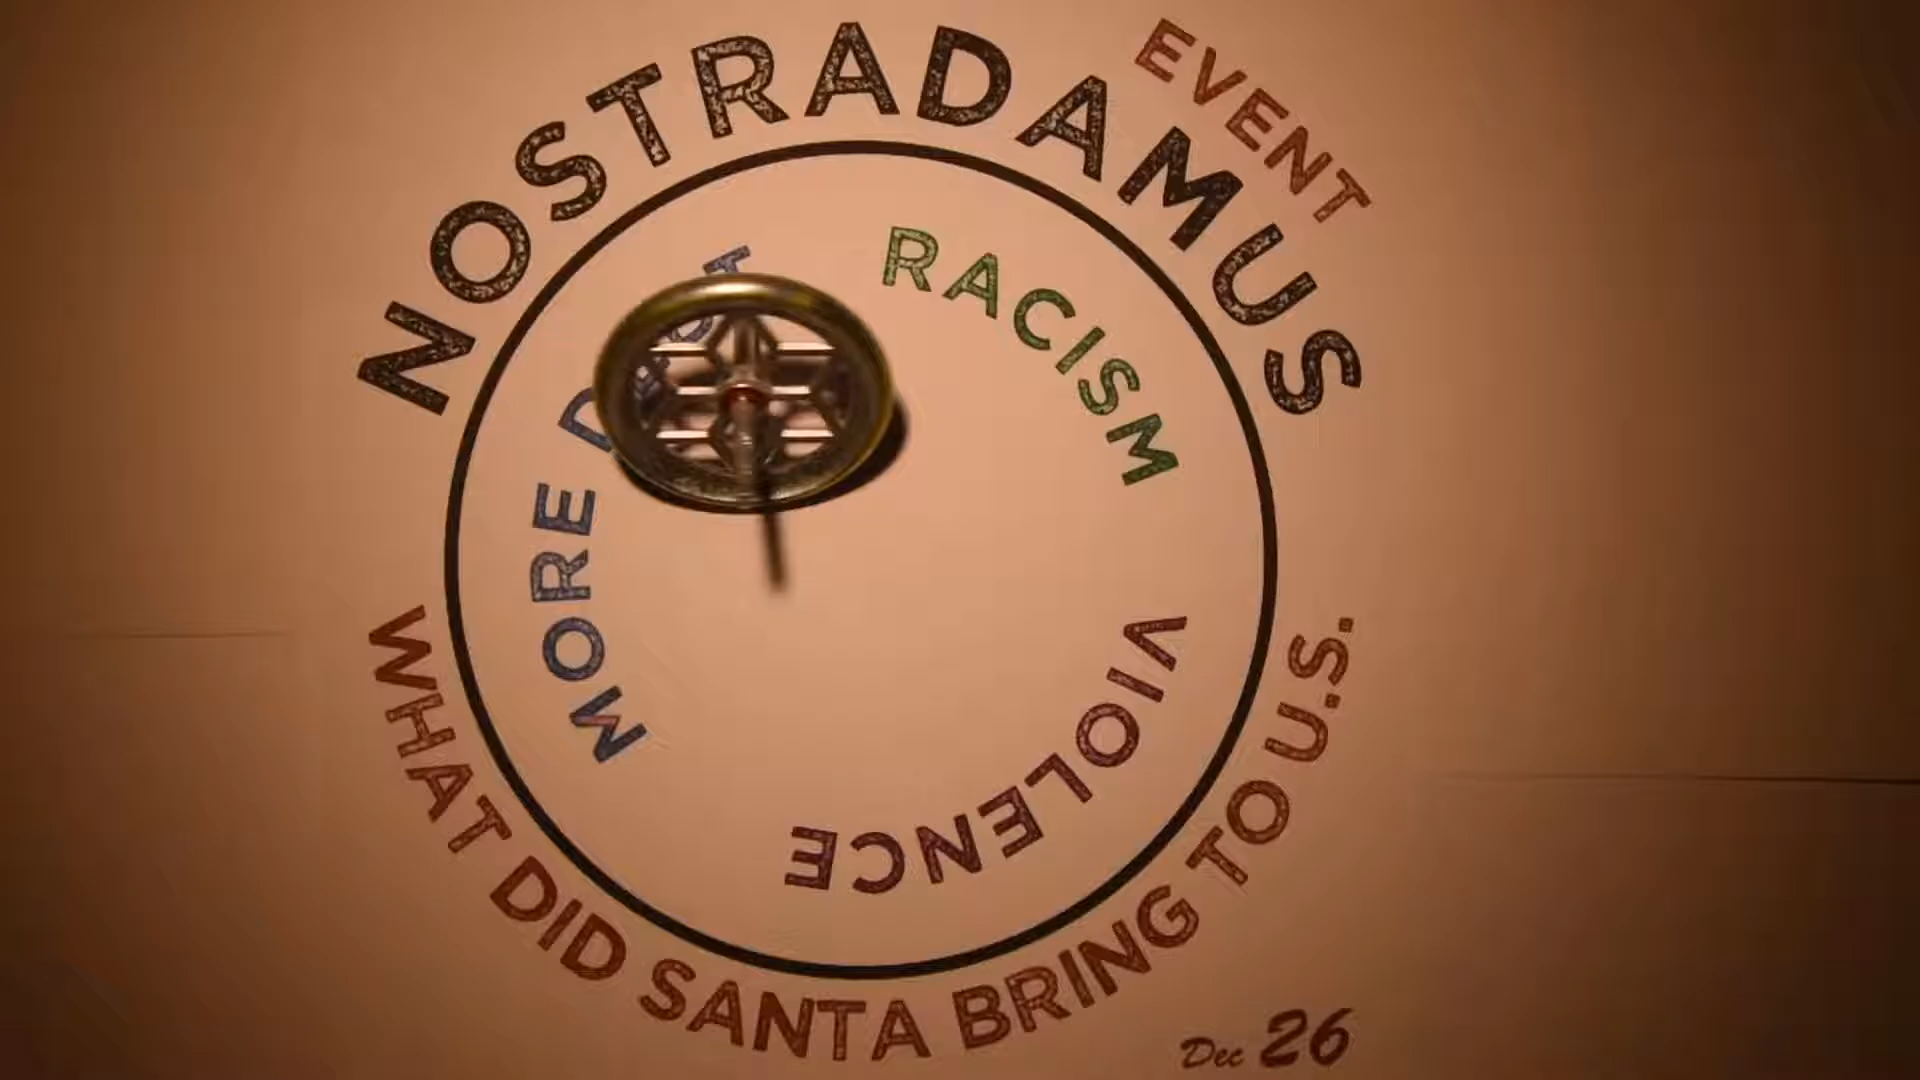 NOSTRADAMUS
EVENT
RACISM
MORE
VIOLENCE
WHAT DID SANTA BRING TO U.S.
Dec 26